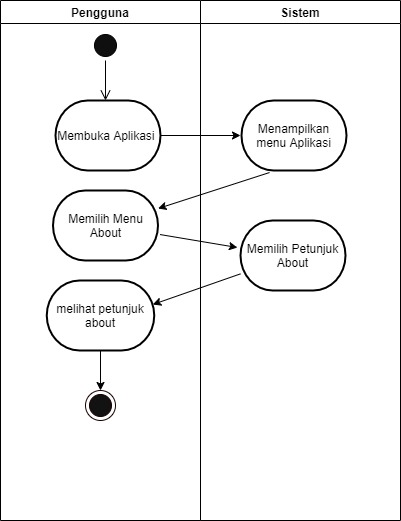 Pengguna
Sistem
Membuka Aplikasi
Menampilkan
menu Aplikasi
Memilih Menu
About
Memilih Petunjuk
About
melihat petunjuk
about